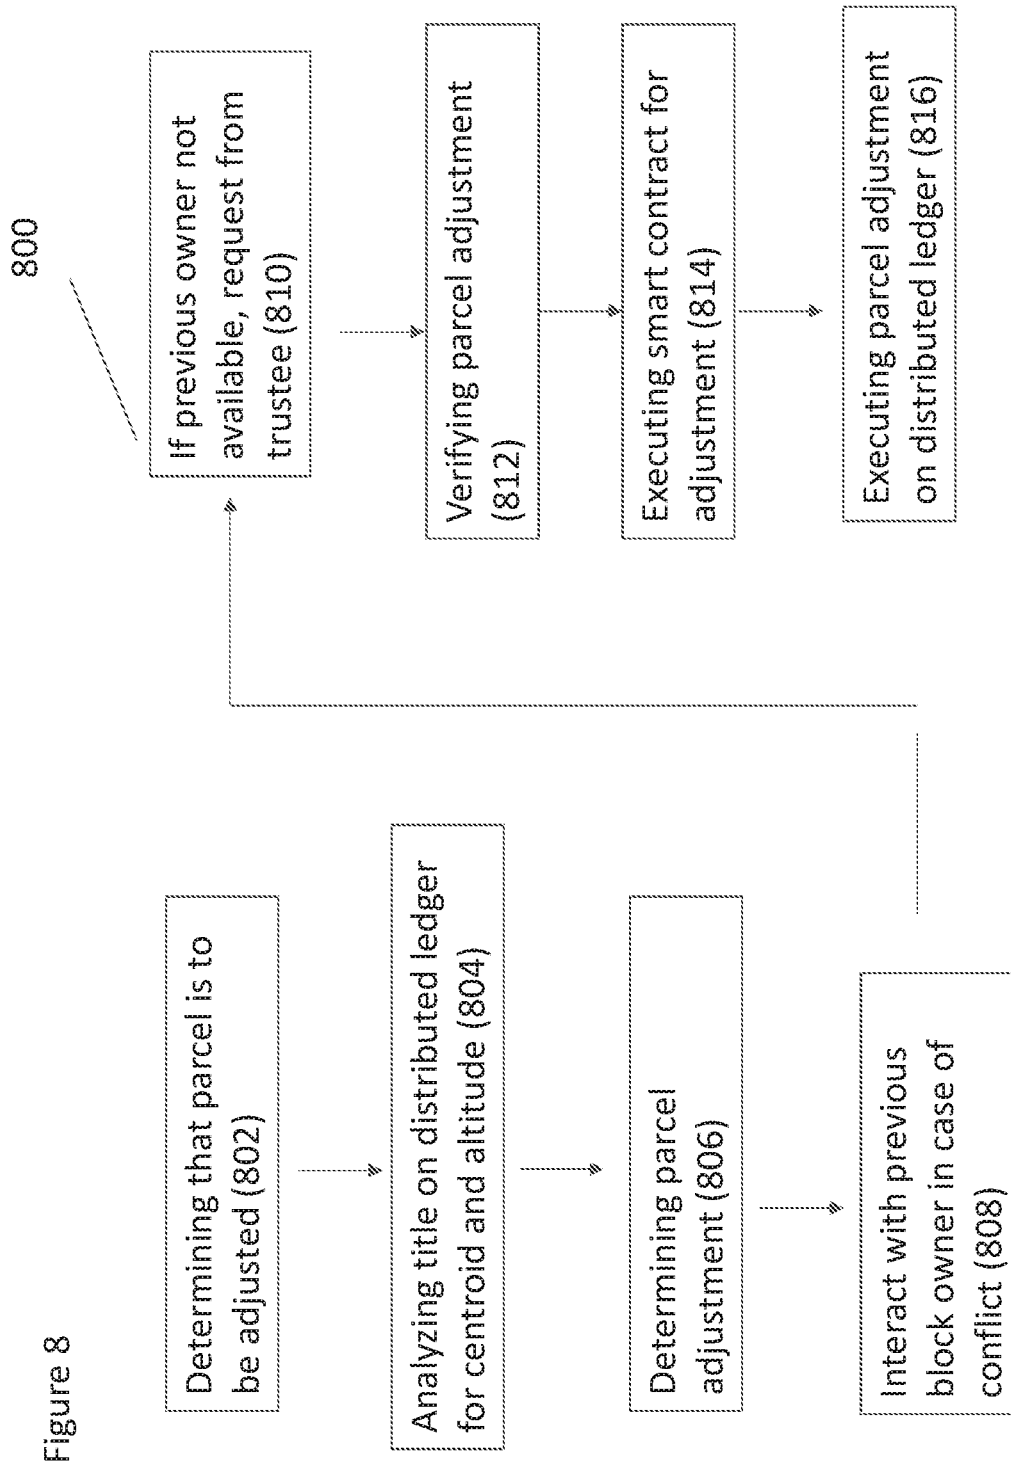 Figure 8
800
Determining that parcel is to
be adjusted (802)
Analyzing title on distributed ledger
for centroid and altitude (804)
Determining parcel
adjustment (806)
Interact with previous
block owner in case of
conflict (808)
If previous owner not
available, request from
trustee (810)
Verifying parcel adjustment
(812)
Executing smart contract for
adjustment (814)
Executing parcel adjustment
on distributed ledger (816)